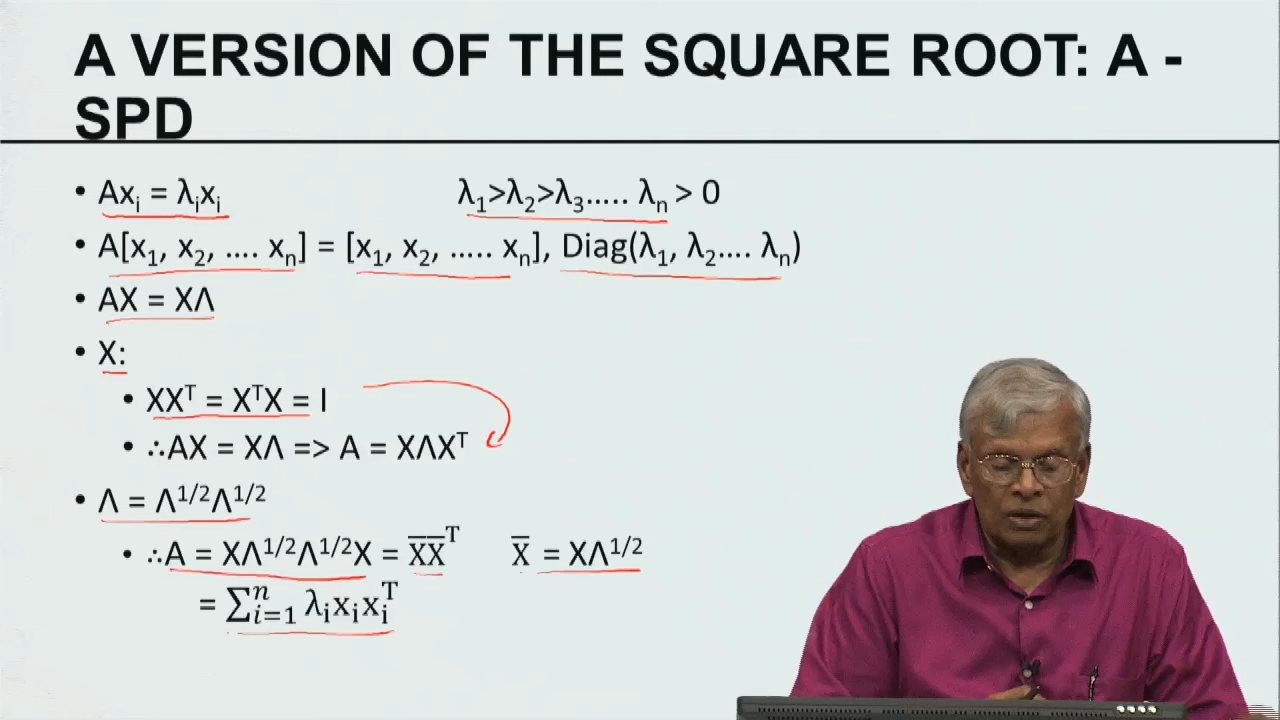 A VERSION OF THE SQUARE ROOT: A -
SPD
• Axᵢ = λᵢxᵢ λ₁>λ₂>λ₃..... λₙ > 0
• A[x₁, x₂, .... xₙ] = [x₁, x₂, ..... xₙ], Diag(λ₁, λ₂.... λₙ)
• AX = XΛ
• X:
• XXᵀ = XᵀX = I
• ∴AX = XΛ => A = XΛXᵀ
• Λ = Λ^1/2Λ^1/2
• ∴A = XΛ^1/2Λ^1/2X = X̅X̅ᵀ X̅ = XΛ^1/2
= ∑ⁿᵢ₌₁ λᵢxᵢxᵢᵀ